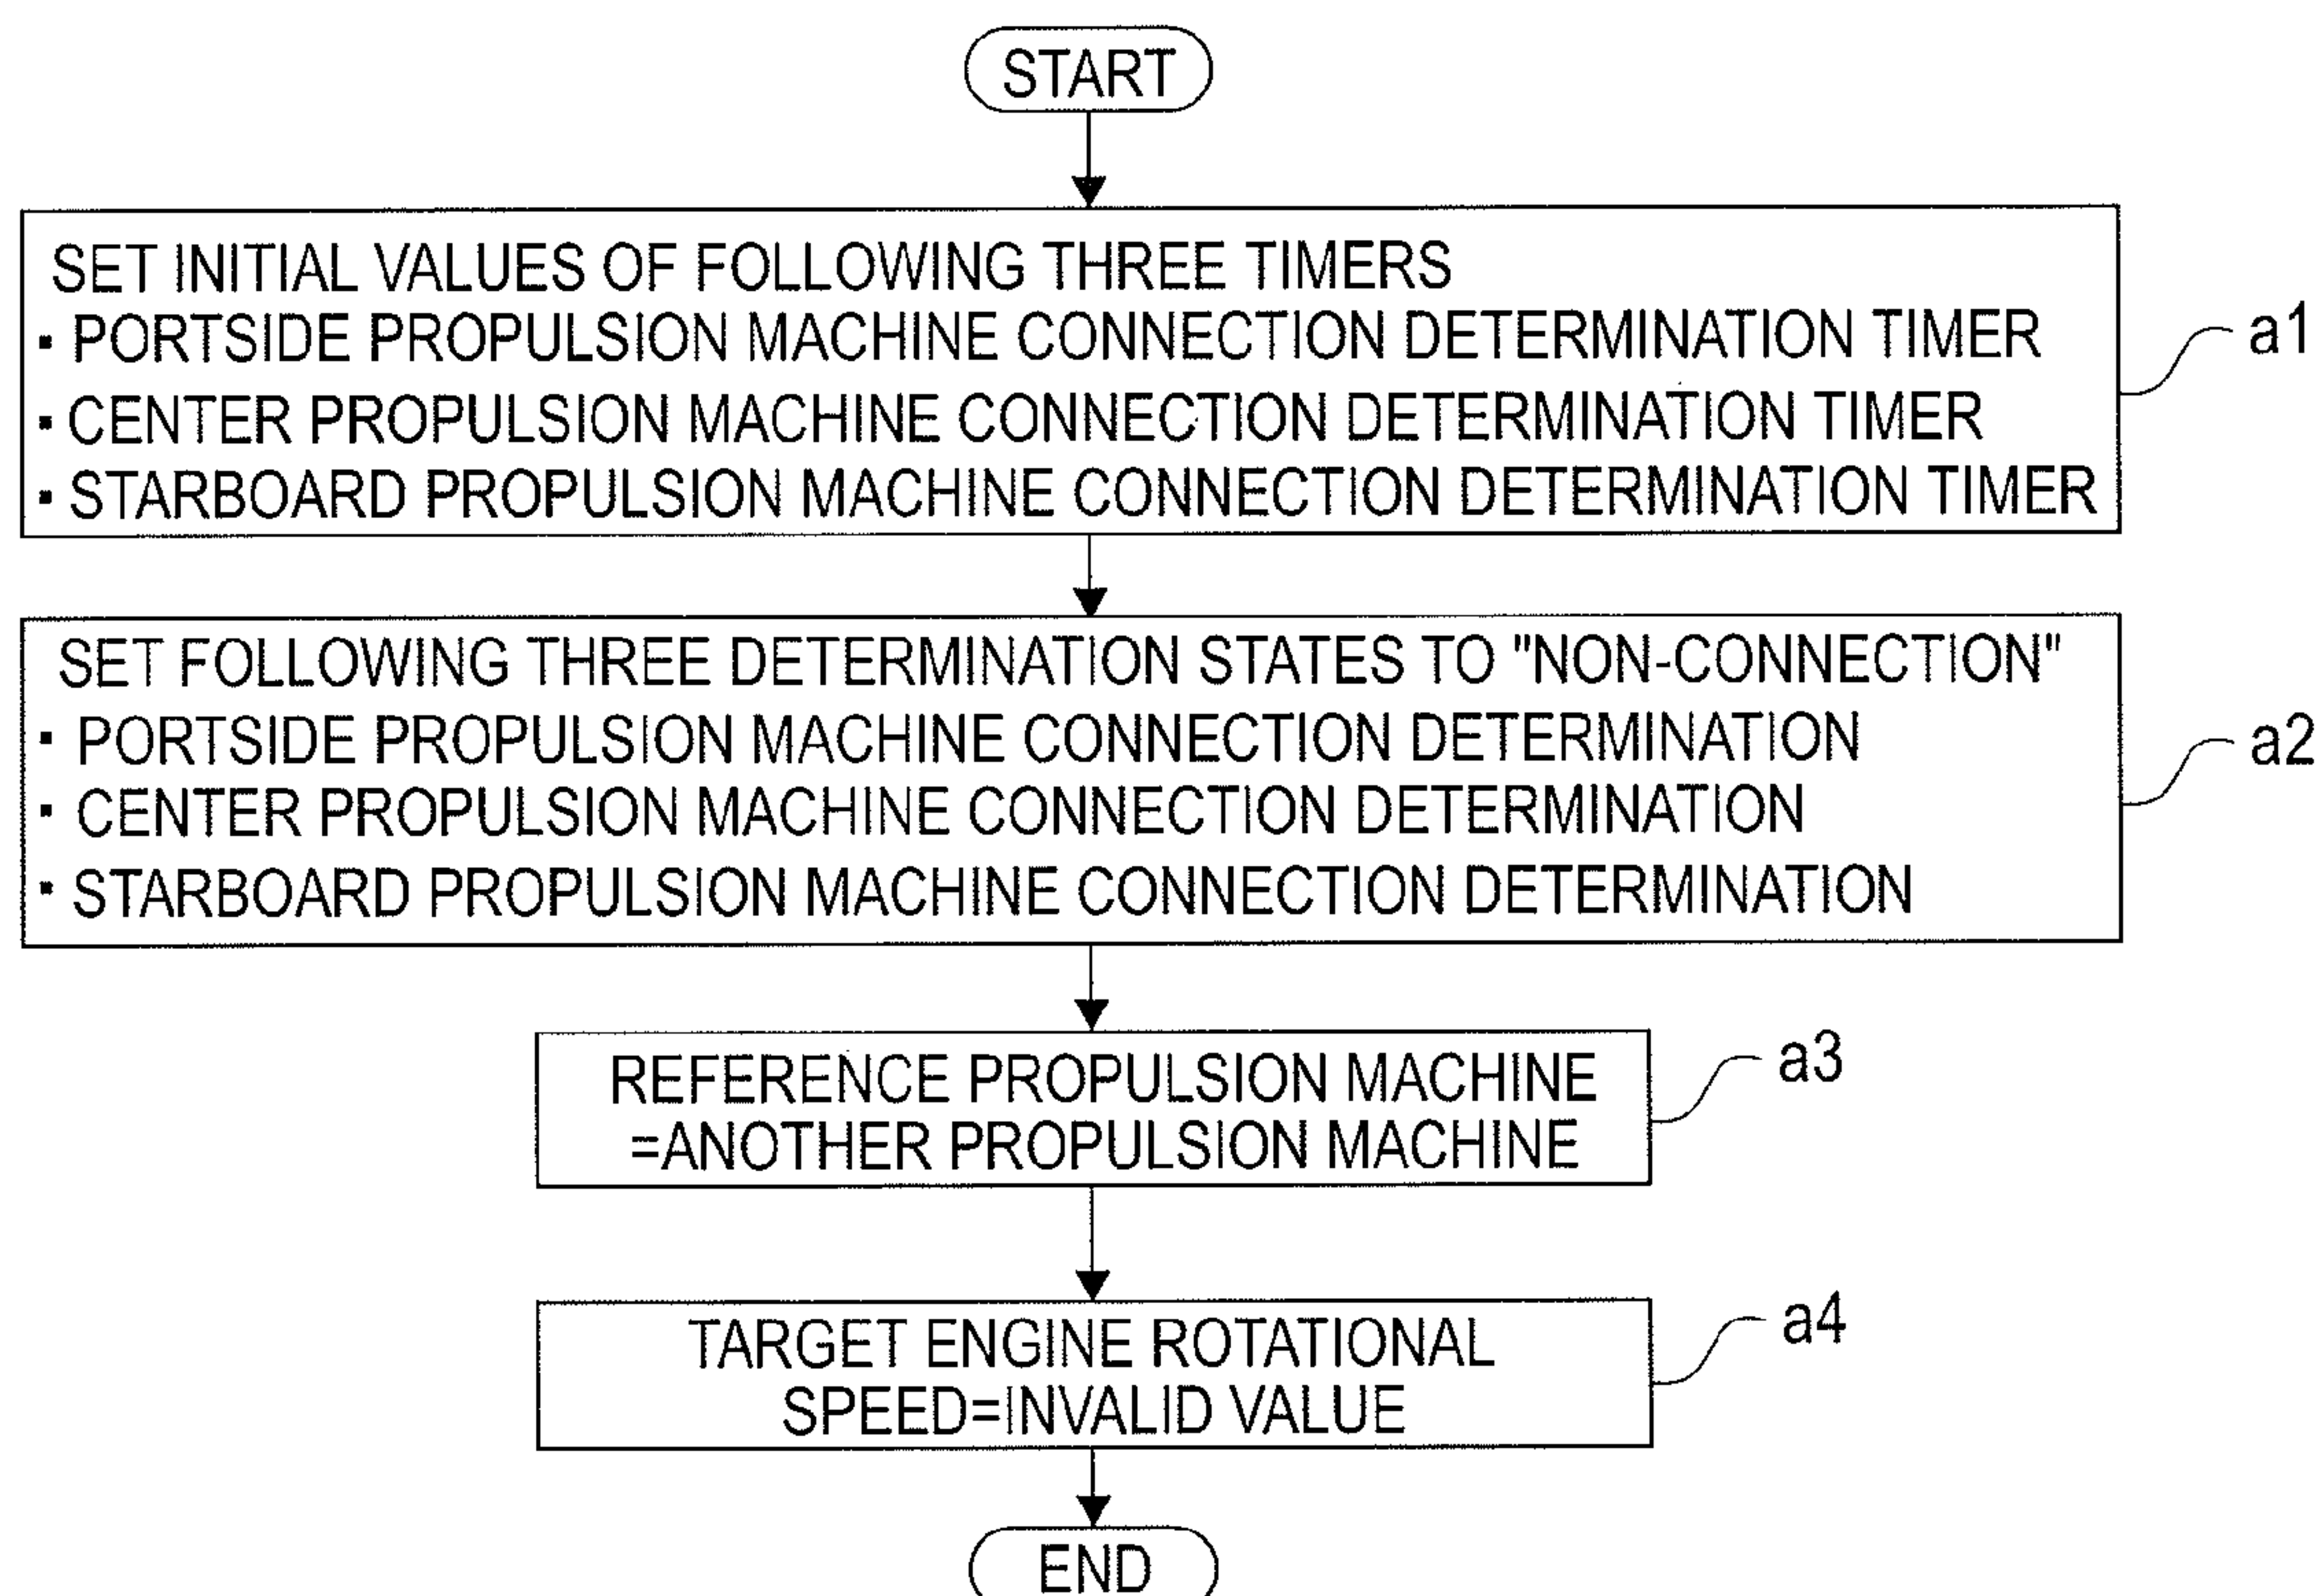 START
SET INITIAL VALUES OF FOLLOWING THREE TIMERS
▪ PORTSIDE PROPULSION MACHINE CONNECTION DETERMINATION TIMER
▪ CENTER PROPULSION MACHINE CONNECTION DETERMINATION TIMER
▪ STARBOARD PROPULSION MACHINE CONNECTION DETERMINATION TIMER
a1
SET FOLLOWING THREE DETERMINATION STATES TO "NON-CONNECTION"
▪ PORTSIDE PROPULSION MACHINE CONNECTION DETERMINATION
▪ CENTER PROPULSION MACHINE CONNECTION DETERMINATION
▪ STARBOARD PROPULSION MACHINE CONNECTION DETERMINATION
a2
REFERENCE PROPULSION MACHINE
=ANOTHER PROPULSION MACHINE
a3
TARGET ENGINE ROTATIONAL
SPEED=INVALID VALUE
a4
END